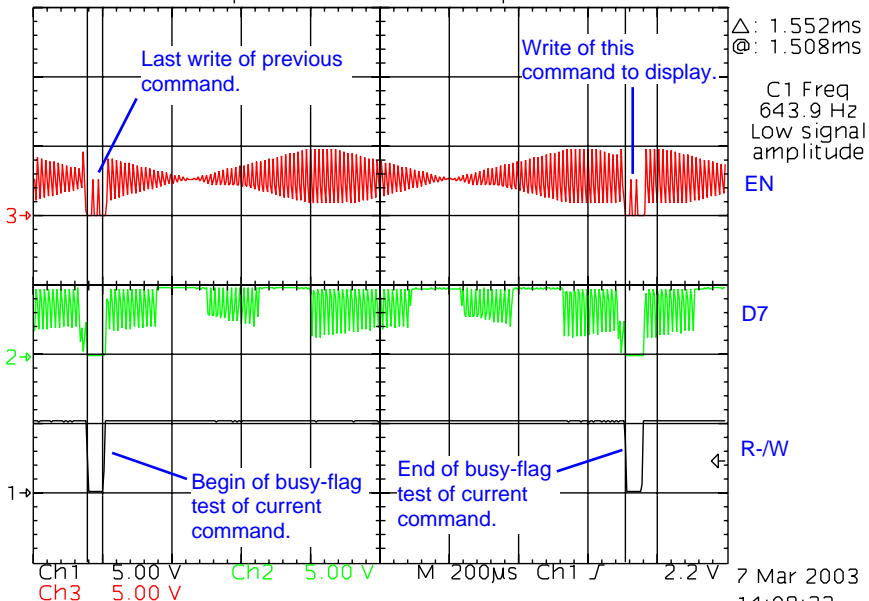 Δ: 1.552ms
@: 1.508ms
Last write of previous
command.
Write of this
command to display.
C1 Freq
643.9 Hz
Low signal
amplitude
3
EN
D7
2
R-/W
Begin of busy-flag
test of current
command.
End of busy-flag
test of current
command.
1
Ch1 5.00 V Ch2 5.00 V M 200µs Ch1 ∫ 2.2 V
Ch3 5.00 V
7 Mar 2003